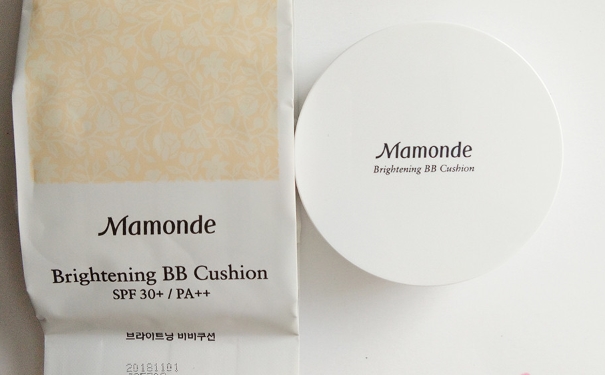 Mamonde
Brightening BB Cushion
SPF 30+ / PA++
브라이트닝 비비쿠션
20181101
Mamonde
Brightening BB Cushion